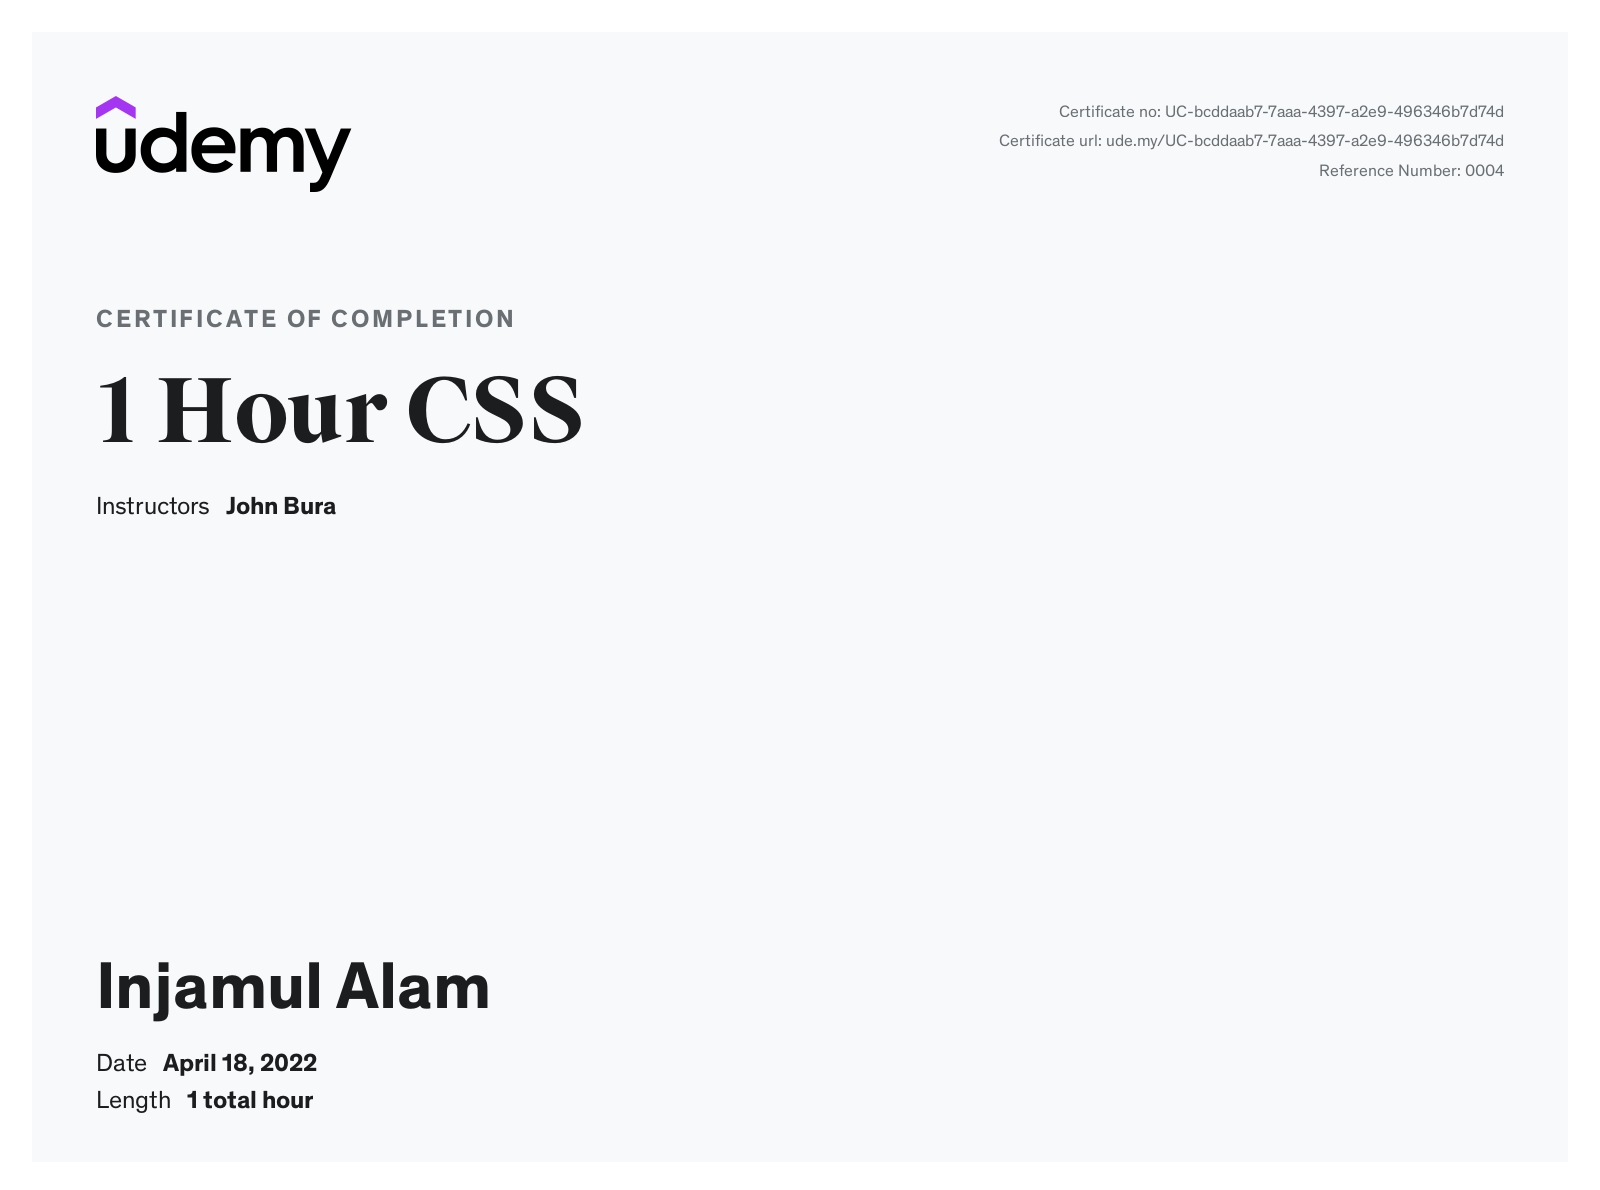 udemy
Certificate no: UC-bcddaab7-7aaa-4397-a2e9-496346b7d74d
Certificate url: ude.my/UC-bcddaab7-7aaa-4397-a2e9-496346b7d74d
Reference Number: 0004
CERTIFICATE OF COMPLETION
1 Hour CSS
Instructors John Bura
Injamul Alam
Date April 18, 2022
Length 1 total hour